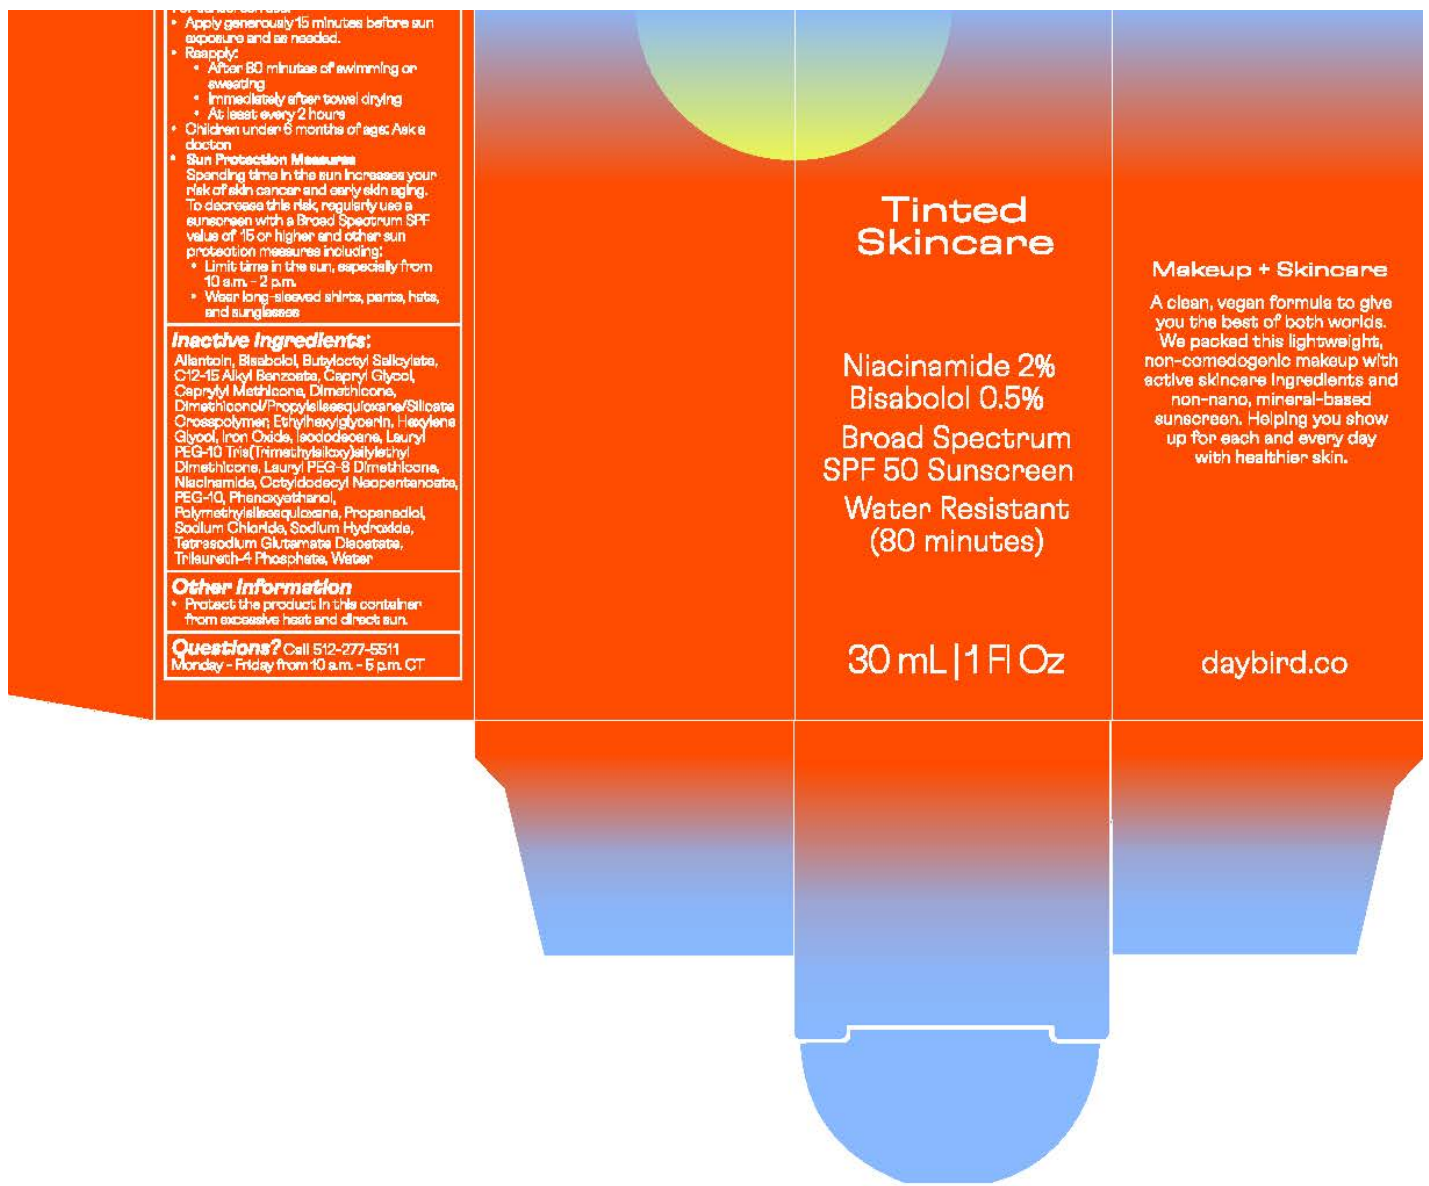 • Apply generously 15 minutes before sun
exposure and as needed.
• Reapply:
• After 80 minutes of swimming or
sweating
• Immediately after towel drying
• At least every 2 hours
• Children under 6 months of age: Ask a
doctor
• Sun Protection Measures
Spending time in the sun increases your
risk of skin cancer and early skin aging.
To decrease this risk, regularly use a
sunscreen with a Broad Spectrum SPF
value of 15 or higher and other sun
protection measures including:
• Limit time in the sun, especially from
10 a.m. - 2 p.m.
• Wear long-sleeved shirts, pants, hats,
and sunglasses
Inactive Ingredients:
Allantoin, Bisabolol, Butyloctyl Salicylate,
C12-15 Alkyl Benzoate, Capryl Glycol,
Caprylyl Methicone, Dimethicone,
Dimethiconol/Propylsilsesquioxane/Silicate
Crosspolymer, Ethylhexylglycerin, Hexylene
Glycol, Iron Oxide, Isododecane, Lauryl
PEG-10 Tris(Trimethylsiloxy)silylethyl
Dimethicone, Lauryl PEG-8 Dimethicone,
Niacinamide, Octyldodecyl Neopentanoate,
PEG-10, Phenoxyethanol,
Polymethylsilsesquioxane, Propanediol,
Sodium Chloride, Sodium Hydroxide,
Tetrasodium Glutamate Diacetate,
Trilaureth-4 Phosphate, Water
Other Information
• Protect the product in this container
from excessive heat and direct sun.
Questions? Call 512-277-5511
Monday - Friday from 10 a.m. - 5 p.m. CT
Tinted
Skincare
Niacinamide 2%
Bisabolol 0.5%
Broad Spectrum
SPF 50 Sunscreen
Water Resistant
(80 minutes)
30 mL | 1 Fl Oz
Makeup + Skincare
A clean, vegan formula to give
you the best of both worlds.
We packed this lightweight,
non-comedogenic makeup with
active skincare ingredients and
non-nano, mineral-based
sunscreen. Helping you show
up for each and every day
with healthier skin.
daybird.co